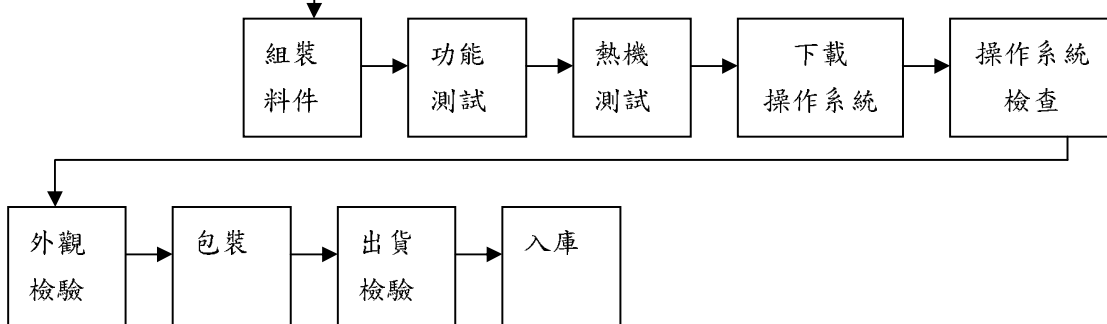 組裝
料件
功能
測試
熱機
測試
下載
操作系統
操作系統
檢查
外觀
檢驗
包裝
出貨
檢驗
入庫